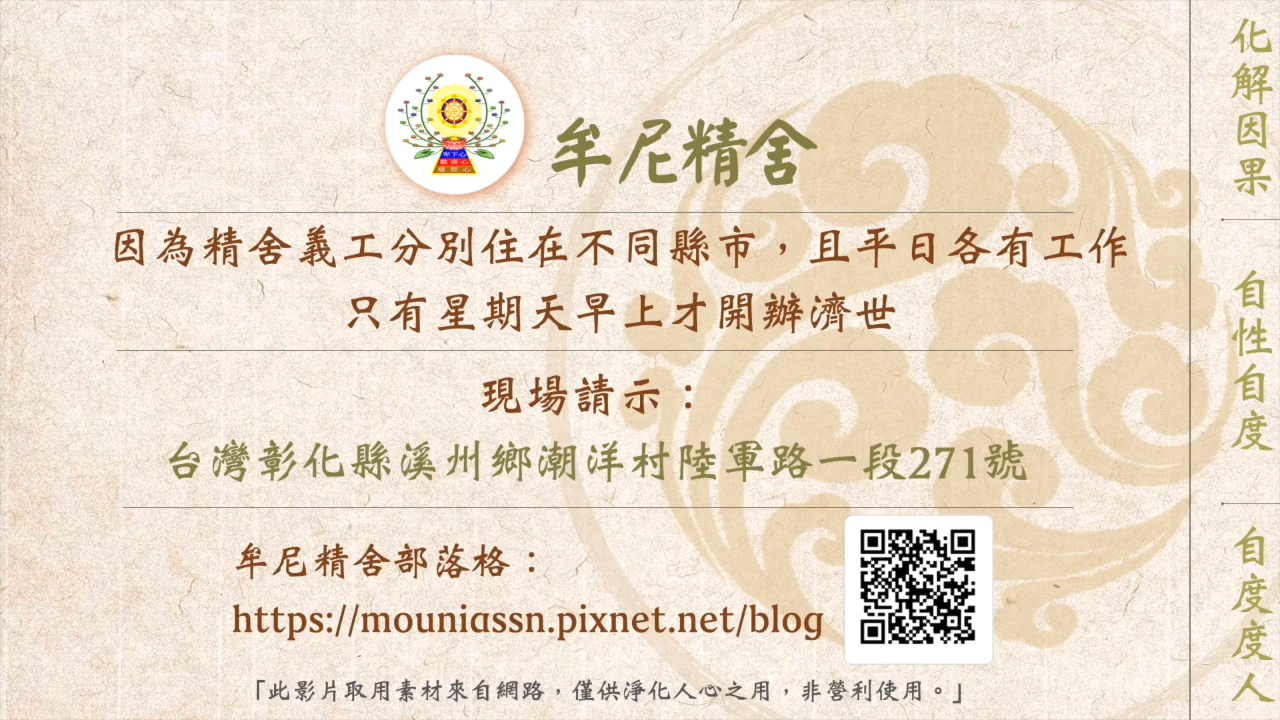 牟尼精舍
因為精舍義工分別住在不同縣市，且平日各有工作
只有星期天早上才開辦濟世
現場請示：
台灣彰化縣溪州鄉潮洋村陸軍路一段271號
牟尼精舍部落格：
https://mouniassn.pixnet.net/blog
「此影片取用素材來自網路，僅供淨化人心之用，非營利使用。」
化解因果
自性自度
自度度人